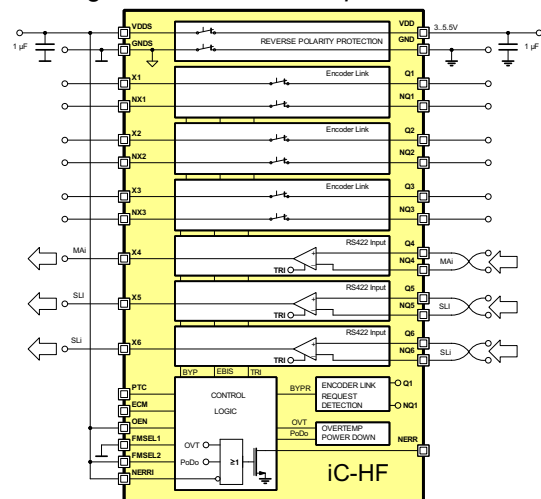 VDDS
VDD 3..5.5V
1 µF
GNDS
REVERSE POLARITY PROTECTION
GND
1 µF
X1
Encoder Link
Q1
NX1
NQ1
X2
Encoder Link
Q2
NX2
NQ2
X3
Encoder Link
Q3
NX3
NQ3
MAi
X4
RS422 Input
Q4
+
-
TRI
NQ4
MAi
SLI
X5
RS422 Input
Q5
+
-
TRI
NQ5
SLI
SLi
X6
RS422 Input
Q6
+
-
TRI
NQ6
SLi
BYP EBIS TRI
PTC
ECM
OEN
FMSEL1
FMSEL2
NERRI
CONTROL
LOGIC
BYPR
ENCODER LINK
REQUEST
DETECTION
Q1
NQ1
OVT
PoDo
OVERTEMP
POWER DOWN
NERR
OVT
PoDo
≥1
iC-HF